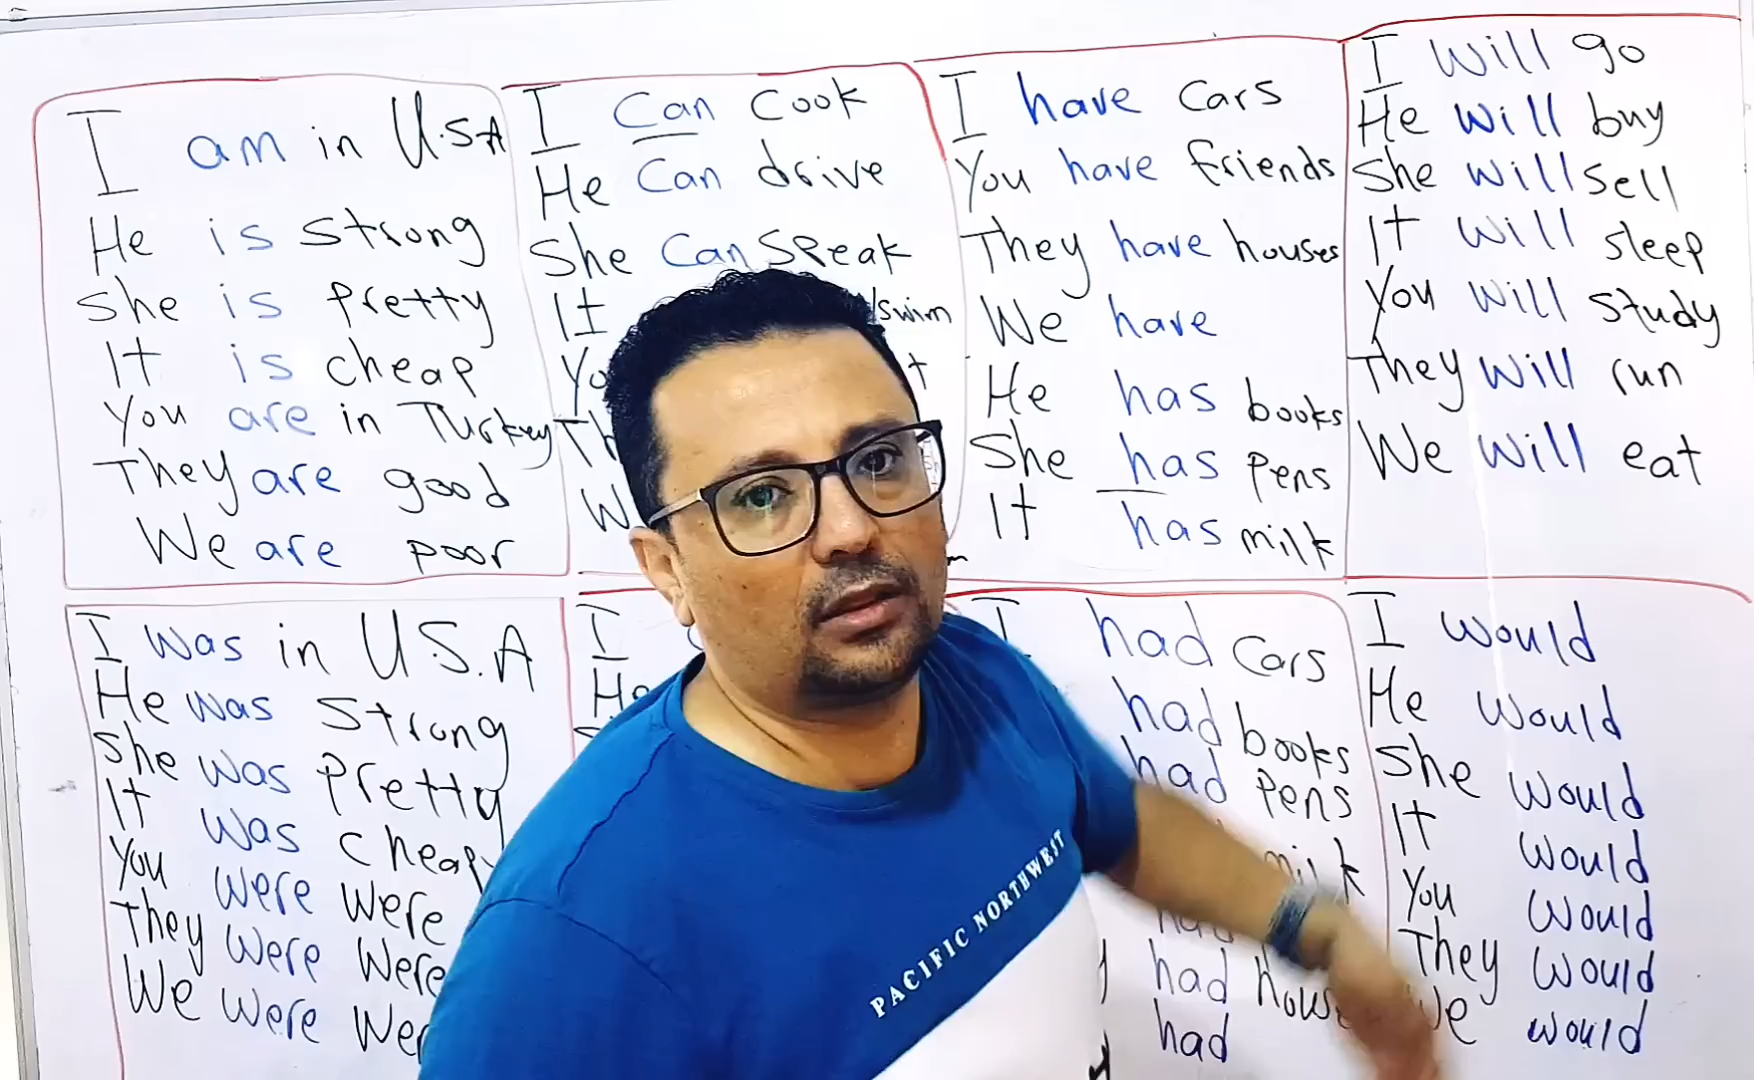 I am in U.S.A
He is strong
She is pretty
It is cheap
You are in Turkey
They are good
We are poor
I Can Cook
He Can drive
She Can Speak
It /swim
I have Cars
You have friends
They have houses
We have
He has books
She has pens
It has milk
I will go
He will buy
She will sell
It will sleep
You will study
They will run
We will eat
I was in U.S.A
He was strong
She was pretty
It was cheap
You were were
They were were
We were
I
He
I had Cars
had books
had pens
milk
had
had
had
I would
He would
She would
It would
You would
They would
We would
PACIFIC NORTHWEST